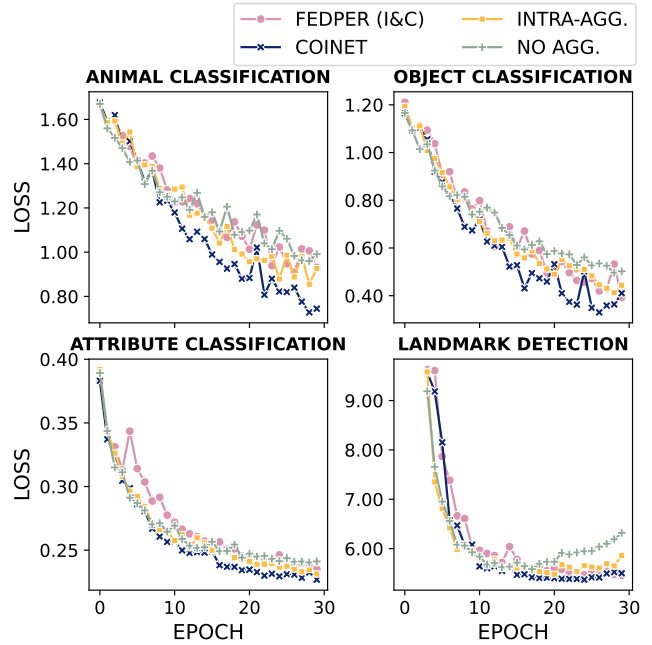 FEDPER (I&C) INTRA-AGG.
COINET NO AGG.
ANIMAL CLASSIFICATION OBJECT CLASSIFICATION
LOSS
1.60
1.40
1.20
1.00
0.80
1.20
1.00
0.80
0.60
0.40
ATTRIBUTE CLASSIFICATION LANDMARK DETECTION
LOSS
0.40
0.35
0.30
0.25
9.00
8.00
7.00
6.00
0 10 20 30 0 10 20 30
EPOCH EPOCH